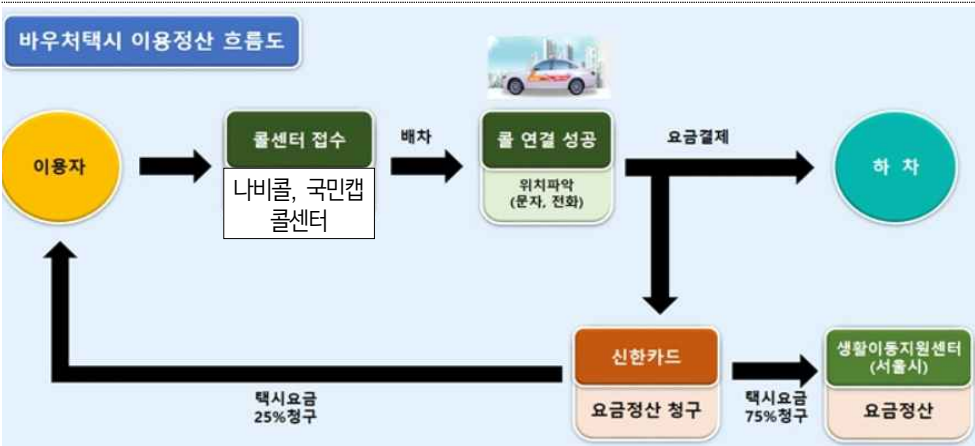 바우처택시 이용정산 흐름도
이용자
콜센터 접수
나비콜, 국민캡
콜센터
배차
콜 연결 성공
위치파악
(문자, 전화)
요금결제
하 차
신한카드
요금정산 청구
택시요금
25%청구
택시요금
75%청구
생활이동지원센터
(서울시)
요금정산